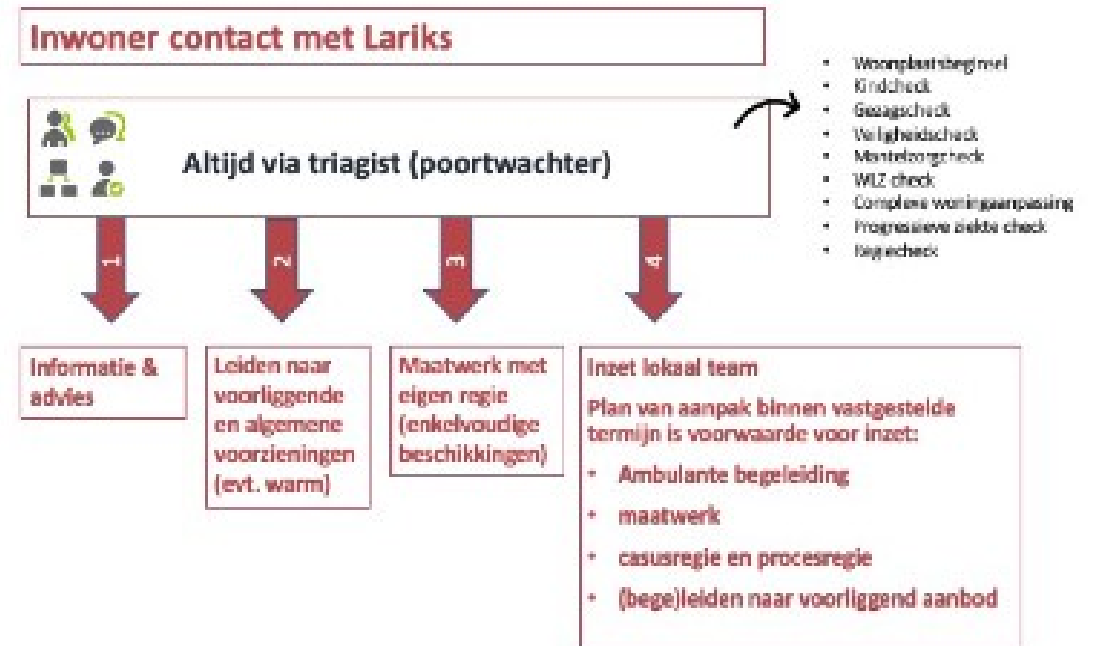 Inwoner contact met Lariks
Altijd via triagist (poortwachter)
• Woonplaatsbeginsel
• Kindcheck
• Gezagscheck
• Veiligheidscheck
• Mantelzorgcheck
• WLZ check
• Complexe woningaanpassing
• Progressieve ziekte check
• Regiecheck
1
2
3
4
Informatie &
advies
Leiden naar
voorliggende
en algemene
voorzieningen
(evt. warm)
Maatwerk met
eigen regie
(enkelvoudige
beschikkingen)
Inzet lokaal team
Plan van aanpak binnen vastgestelde
termijn is voorwaarde voor inzet:
• Ambulante begeleiding
• maatwerk
• casusregie en procesregie
• (bege)leiden naar voorliggend aanbod